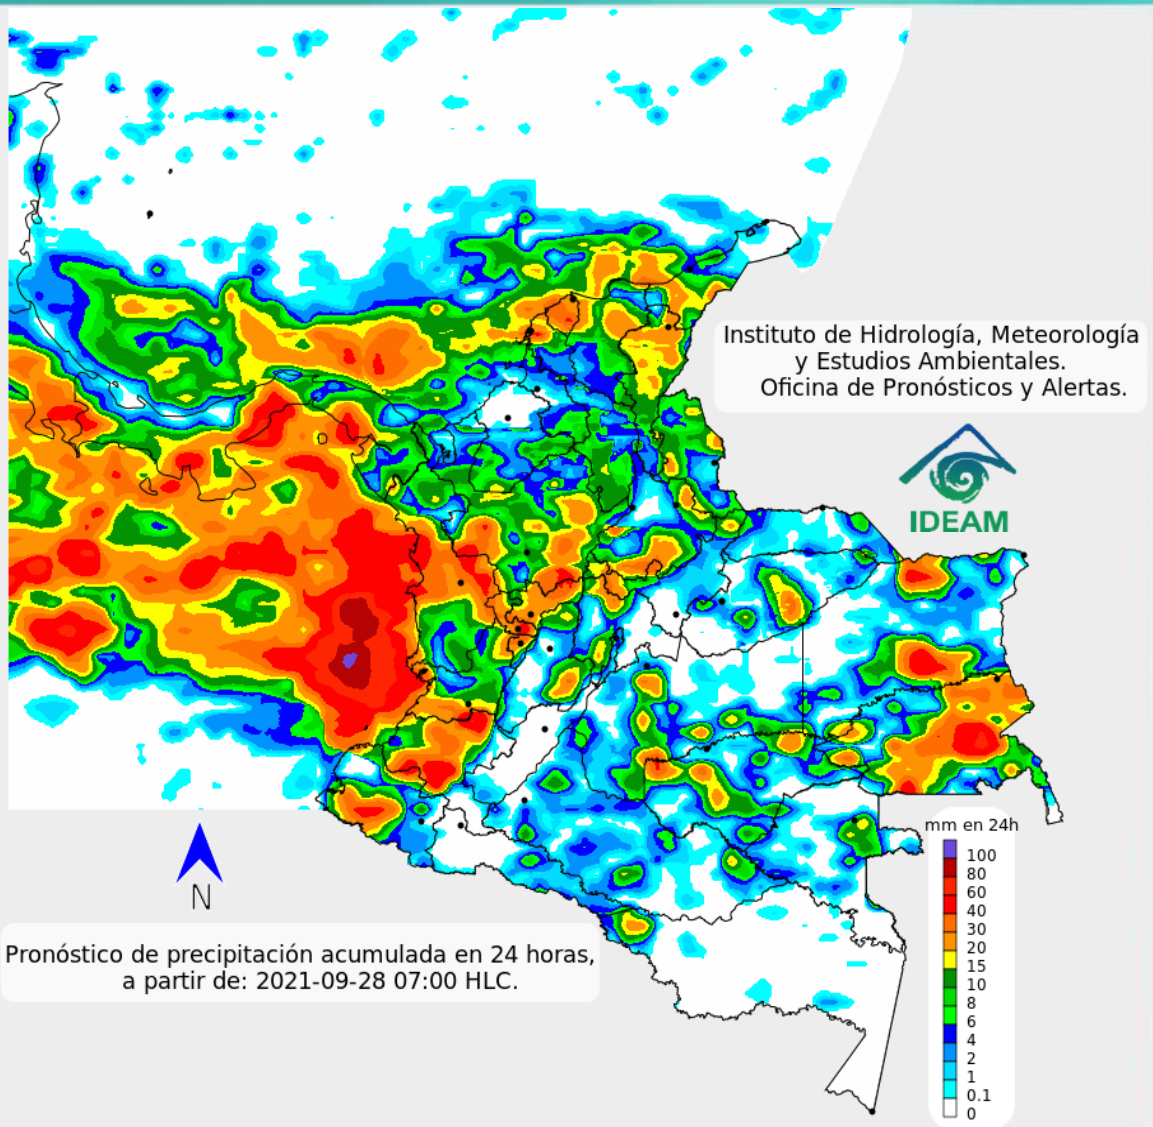 Instituto de Hidrología, Meteorología
y Estudios Ambientales.
Oficina de Pronósticos y Alertas.
IDEAM
mm en 24h
100
80
60
40
30
20
15
10
8
6
4
2
1
0.1
0
N
Pronóstico de precipitación acumulada en 24 horas,
a partir de: 2021-09-28 07:00 HLC.